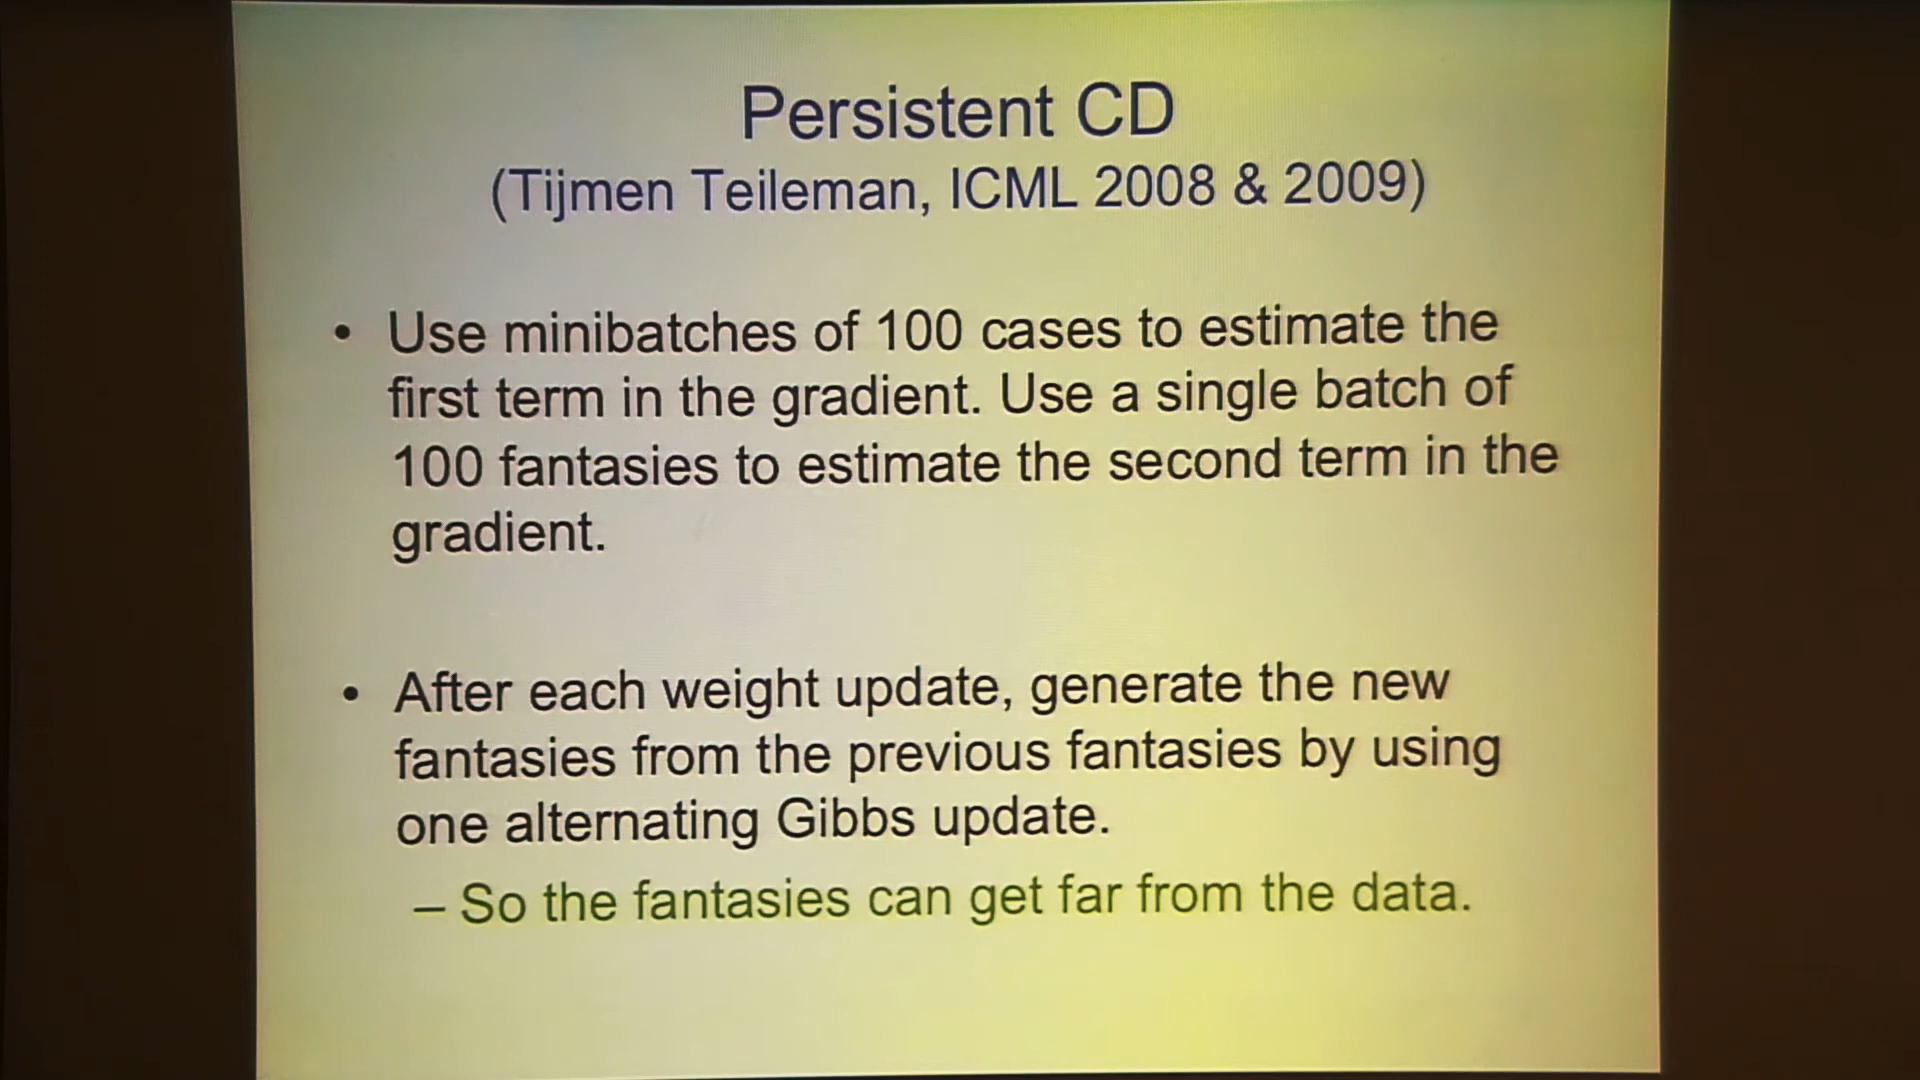 Persistent CD
(Tijmen Teileman, ICML 2008 & 2009)
• Use minibatches of 100 cases to estimate the
first term in the gradient. Use a single batch of
100 fantasies to estimate the second term in the
gradient.
• After each weight update, generate the new
fantasies from the previous fantasies by using
one alternating Gibbs update.
– So the fantasies can get far from the data.